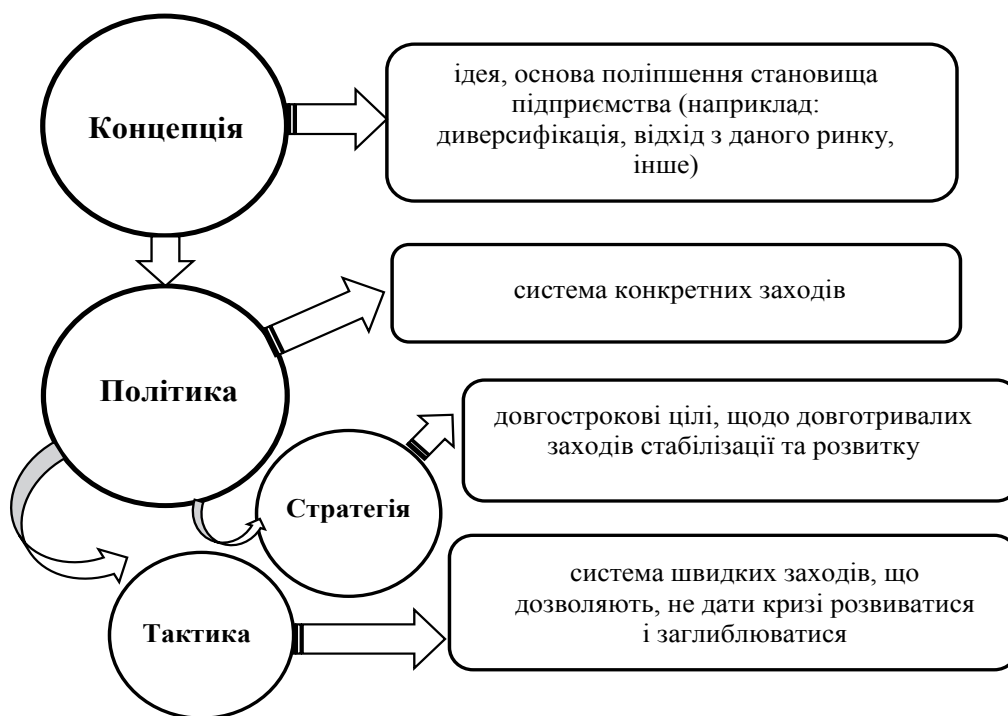 Концепція
ідея, основа поліпшення становища
підприємства (наприклад:
диверсифікація, відхід з даного ринку,
інше)
Політика
система конкретних заходів
Стратегія
довгострокові цілі, щодо довготривалих
заходів стабілізації та розвитку
Тактика
система швидких заходів, що
дозволяють, не дати кризі розвиватися
і заглиблюватися